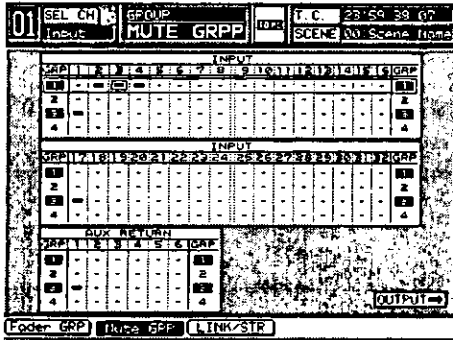 01 SEL CH GROUP T.C. 23:59 39 07
Input MUTE GRPP SCENE 00:Scene Name
INPUT
GRP 1 2 3 4 5 6 7 8 9 10 11 12 13 14 15 16 GRP
1 - - - - - - - - - - - - - - - - 1
2 - - - - - - - - - - - - - - - - 2
3 - - - - - - - - - - - - - - - - 3
4 - - - - - - - - - - - - - - - - 4
INPUT
GRP 17 18 19 20 21 22 23 24 25 26 27 28 29 30 31 32 GRP
1 - - - - - - - - - - - - - - - - 1
2 - - - - - - - - - - - - - - - - 2
3 - - - - - - - - - - - - - - - - 3
4 - - - - - - - - - - - - - - - - 4
AUX RETURN
GRP 1 2 3 4 5 6 GRP
1 - - - - - - 1
2 - - - - - - 2
3 - - - - - - 3
4 - - - - - - 4
OUTPUT➡
Fader GRP Mute GRP LINK/STR